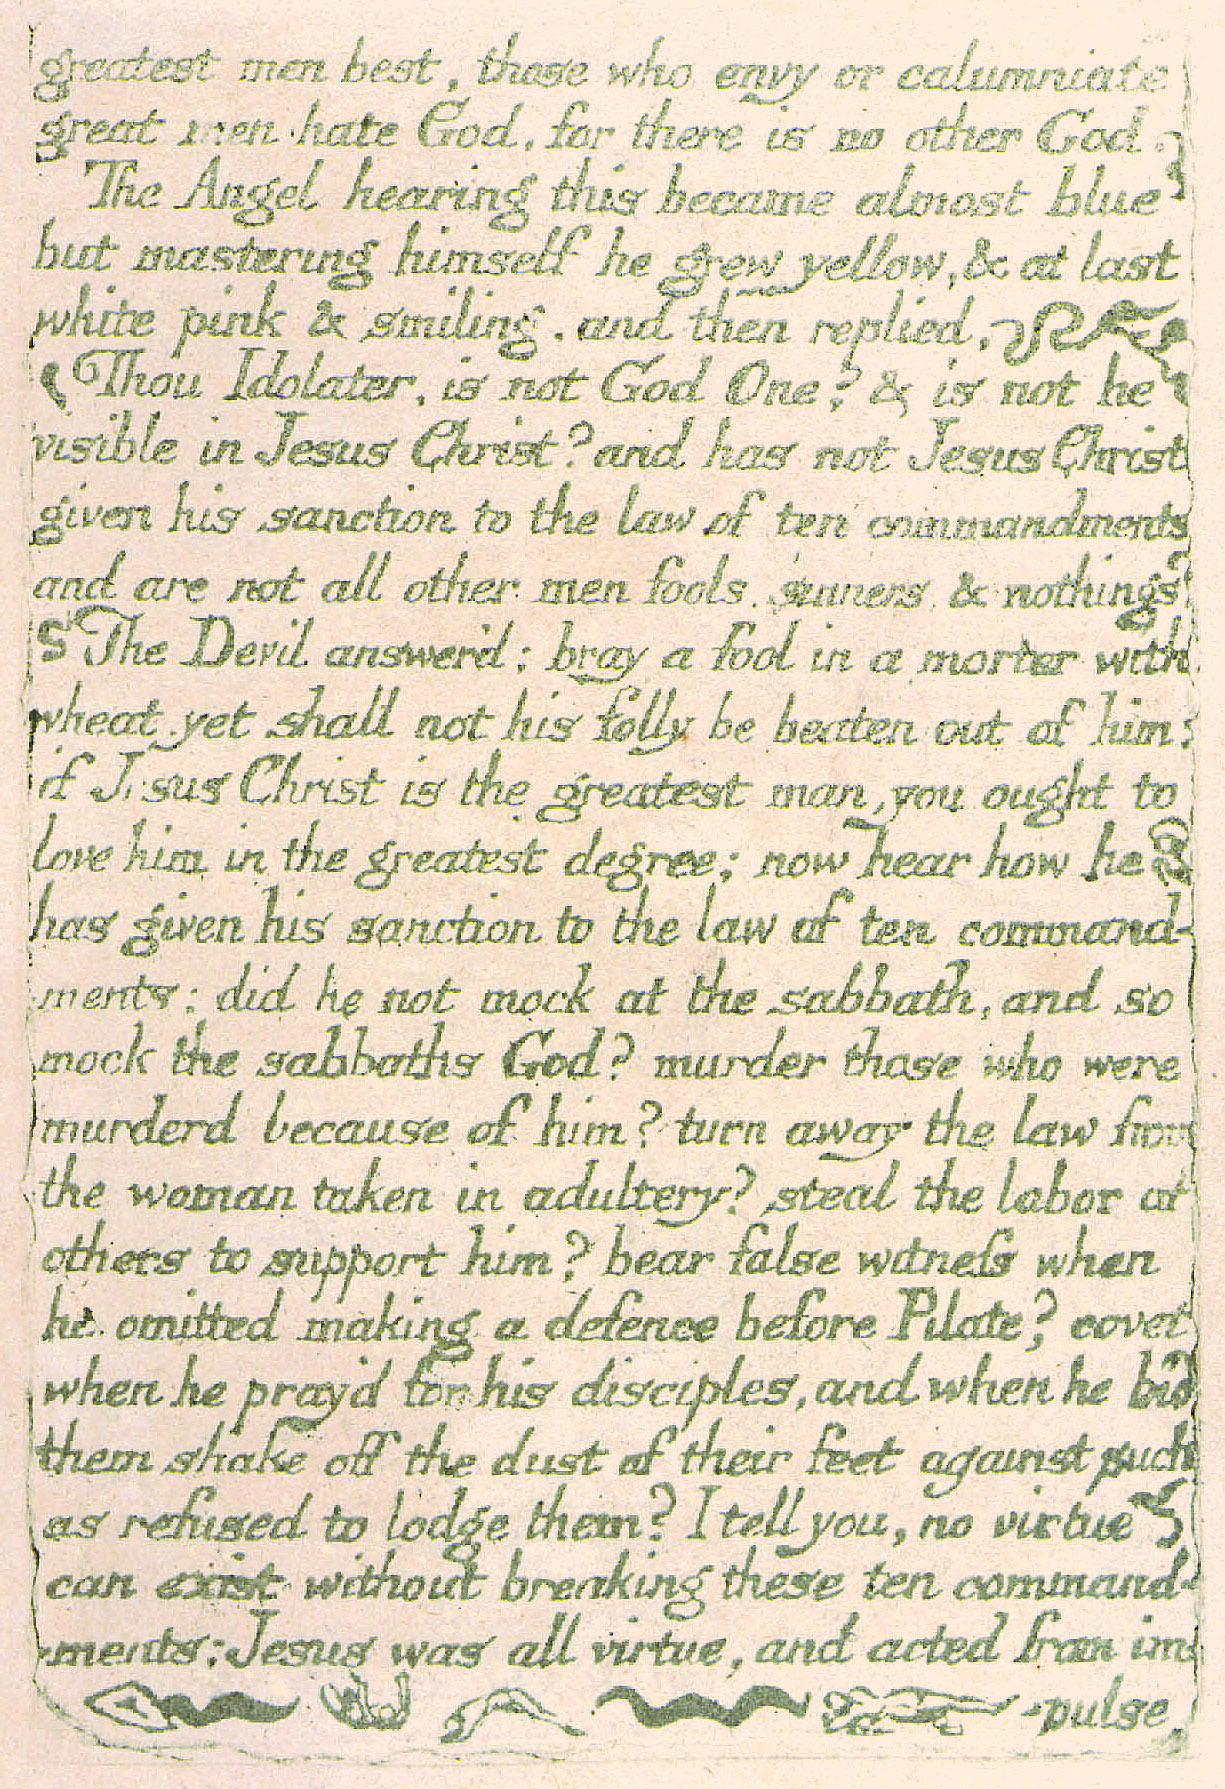 greatest men best, those who envy or calumniate
great men hate God, for there is no other God.
The Angel hearing this became almost blue
but mastering himself he grew yellow, & at last
white pink & smiling. and then replied,
Thou Idolater, is not God One? & is not he
visible in Jesus Christ? and has not Jesus Christ
given his sanction to the law of ten commandments
and are not all other men fools, sinners, & nothings?
The Devil answer'd; bray a fool in a morter with
wheat. yet shall not his folly be beaten out of him:
if Jesus Christ is the greatest man, you ought to
love him in the greatest degree; now hear how he
has given his sanction to the law of ten command-
-ments: did he not mock at the sabbath, and so
mock the sabbaths God? murder those who were
murderd because of him? turn away the law from
the woman taken in adultery? steal the labor of
others to support him? bear false witneſs when
he omitted making a defence before Pilate? covet
when he pray'd for his disciples, and when he bid
them shake off the dust of their feet against such
as refused to lodge them? I tell you, no virtue
can exist without breaking these ten command-
-ments: Jesus was all virtue, and acted from im-
-pulse,